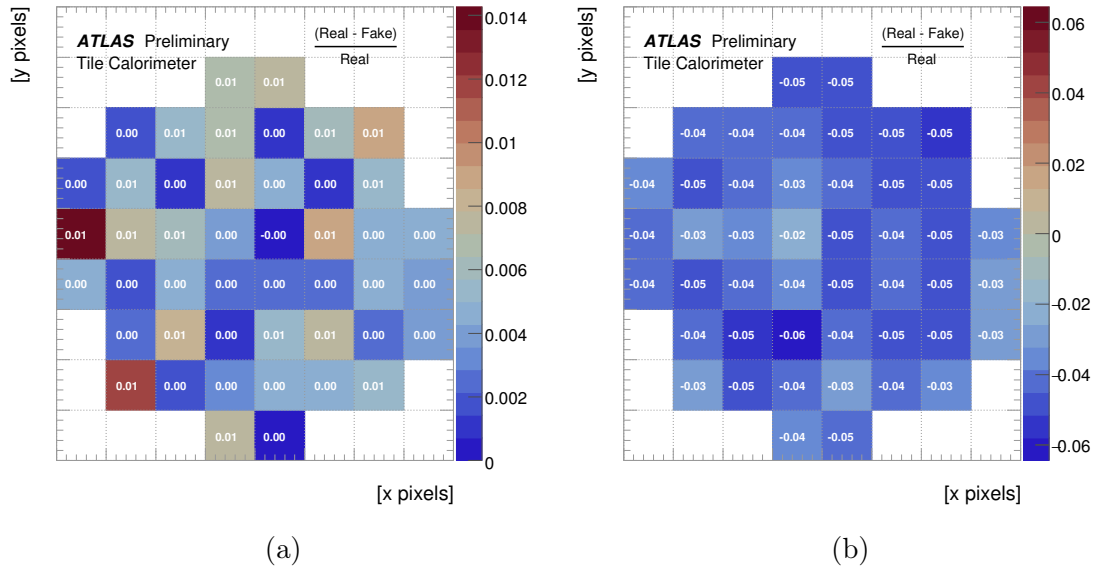 [y pixels]
ATLAS Preliminary
Tile Calorimeter
(Real - Fake)
Real
0.01 0.01
0.00 0.01 0.01 0.00 0.01 0.01
0.00 0.01 0.00 0.01 0.00 0.00 0.01
0.01 0.01 0.01 0.00 -0.00 0.01 0.00 0.00
0.00 0.00 0.00 0.00 0.00 0.00 0.00 0.00
0.00 0.01 0.00 0.01 0.01 0.00 0.00
0.01 0.00 0.00 0.00 0.00 0.01
0.01 0.00
0.014
0.012
0.01
0.008
0.006
0.004
0.002
0
[x pixels]
(a)
[y pixels]
ATLAS Preliminary
Tile Calorimeter
(Real - Fake)
Real
-0.05 -0.05
-0.04 -0.04 -0.04 -0.05 -0.05 -0.05
-0.04 -0.05 -0.04 -0.03 -0.04 -0.04 -0.05
-0.04 -0.03 -0.03 -0.02 -0.05 -0.04 -0.05 -0.03
-0.04 -0.05 -0.04 -0.04 -0.05 -0.04 -0.05 -0.03
-0.04 -0.05 -0.06 -0.04 -0.05 -0.05 -0.03
-0.03 -0.05 -0.04 -0.03 -0.04 -0.03
-0.04 -0.05
0.06
0.04
0.02
0
-0.02
-0.04
-0.06
[x pixels]
(b)